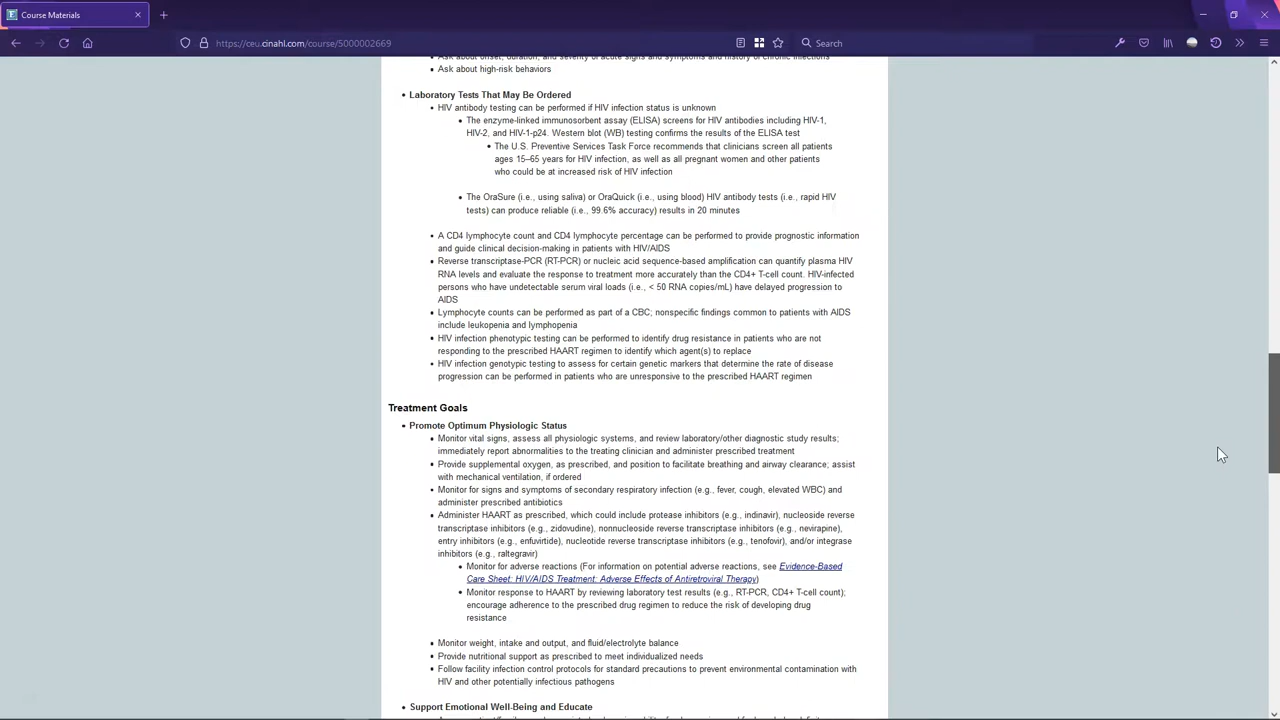 Course Materials
https://ceu.cinahl.com/course/5000002669
Search
Ask about onset, duration, and severity of acute signs and symptoms and history of chronic infections
Ask about high-risk behaviors
Laboratory Tests That May Be Ordered
HIV antibody testing can be performed if HIV infection status is unknown
The enzyme-linked immunosorbent assay (ELISA) screens for HIV antibodies including HIV-1,
HIV-2, and HIV-1-p24. Western blot (WB) testing confirms the results of the ELISA test
The U.S. Preventive Services Task Force recommends that clinicians screen all patients
ages 15–65 years for HIV infection, as well as all pregnant women and other patients
who could be at increased risk of HIV infection
The OraSure (i.e., using saliva) or OraQuick (i.e., using blood) HIV antibody tests (i.e., rapid HIV
tests) can produce reliable (i.e., 99.6% accuracy) results in 20 minutes
A CD4 lymphocyte count and CD4 lymphocyte percentage can be performed to provide prognostic information
and guide clinical decision-making in patients with HIV/AIDS
Reverse transcriptase-PCR (RT-PCR) or nucleic acid sequence-based amplification can quantify plasma HIV
RNA levels and evaluate the response to treatment more accurately than the CD4+ T-cell count. HIV-infected
persons who have undetectable serum viral loads (i.e., < 50 RNA copies/mL) have delayed progression to
AIDS
Lymphocyte counts can be performed as part of a CBC; nonspecific findings common to patients with AIDS
include leukopenia and lymphopenia
HIV infection phenotypic testing can be performed to identify drug resistance in patients who are not
responding to the prescribed HAART regimen to identify which agent(s) to replace
HIV infection genotypic testing to assess for certain genetic markers that determine the rate of disease
progression can be performed in patients who are unresponsive to the prescribed HAART regimen
Treatment Goals
Promote Optimum Physiologic Status
Monitor vital signs, assess all physiologic systems, and review laboratory/other diagnostic study results;
immediately report abnormalities to the treating clinician and administer prescribed treatment
Provide supplemental oxygen, as prescribed, and position to facilitate breathing and airway clearance; assist
with mechanical ventilation, if ordered
Monitor for signs and symptoms of secondary respiratory infection (e.g., fever, cough, elevated WBC) and
administer prescribed antibiotics
Administer HAART as prescribed, which could include protease inhibitors (e.g., indinavir), nucleoside reverse
transcriptase inhibitors (e.g., zidovudine), nonnucleoside reverse transcriptase inhibitors (e.g., nevirapine),
entry inhibitors (e.g., enfuvirtide), nucleotide reverse transcriptase inhibitors (e.g., tenofovir), and/or integrase
inhibitors (e.g., raltegravir)
Monitor for adverse reactions (For information on potential adverse reactions, see Evidence-Based
Care Sheet: HIV/AIDS Treatment: Adverse Effects of Antiretroviral Therapy)
Monitor response to HAART by reviewing laboratory test results (e.g., RT-PCR, CD4+ T-cell count);
encourage adherence to the prescribed drug regimen to reduce the risk of developing drug
resistance
Monitor weight, intake and output, and fluid/electrolyte balance
Provide nutritional support as prescribed to meet individualized needs
Follow facility infection control protocols for standard precautions to prevent environmental contamination with
HIV and other potentially infectious pathogens
Support Emotional Well-Being and Educate